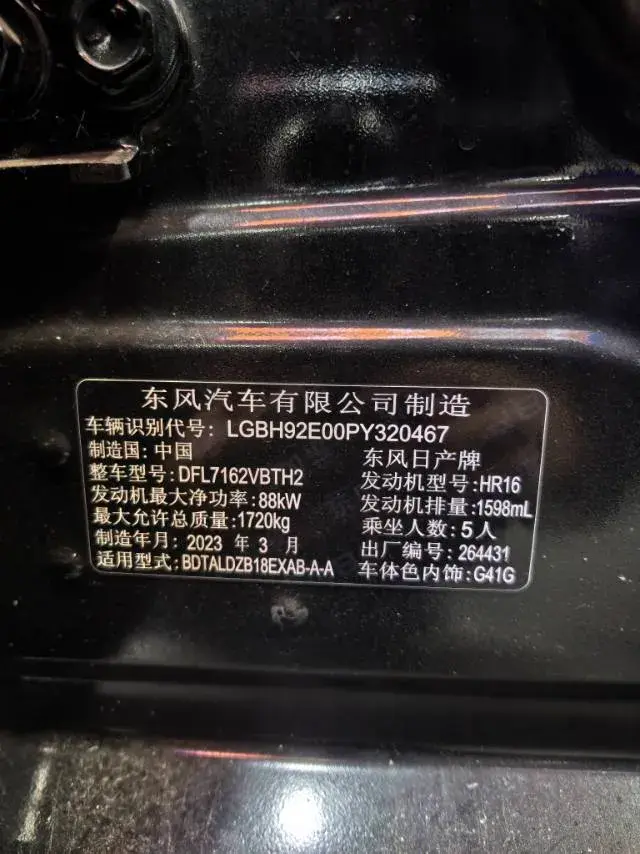 东风汽车有限公司制造
车辆识别代号: LGBH92E00PY320467
制造国: 中国 东风日产牌
整车型号: DFL7162VBTH2 发动机型号: HR16
发动机最大净功率: 88kW 发动机排量: 1598mL
最大允许总质量: 1720kg 乘坐人数: 5人
制造年月: 2023 年 3 月 出厂编号: 264431
适用型式: BDTALDZB18EXAB-A-A 车体色内饰: G41G